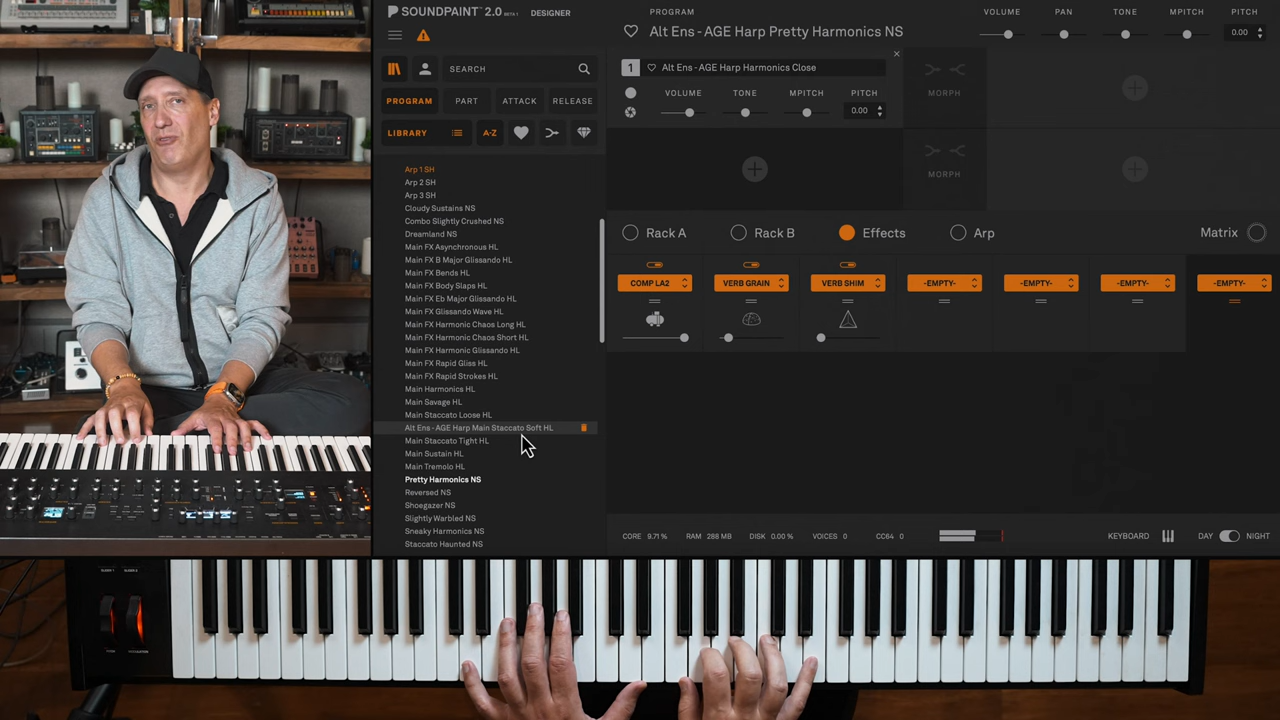 SOUNDPAINT 2.0 BETA 1 DESIGNER
PROGRAM
Alt Ens - AGE Harp Pretty Harmonics NS
VOLUME PAN TONE MPITCH PITCH
0.00
SEARCH
PROGRAM PART ATTACK RELEASE
LIBRARY A-Z
Arp 1 SH
Arp 2 SH
Arp 3 SH
Cloudy Sustains NS
Combo Slightly Crushed NS
Dreamland NS
Main FX Asynchronous HL
Main FX B Major Glissando HL
Main FX Bends HL
Main FX Body Slaps HL
Main FX Eb Major Glissando HL
Main FX Glissando Wave HL
Main FX Harmonic Chaos Long HL
Main FX Harmonic Chaos Short HL
Main FX Harmonic Glissando HL
Main FX Rapid Gliss HL
Main FX Rapid Strokes HL
Main Harmonics HL
Main Savage HL
Main Staccato Loose HL
Alt Ens - AGE Harp Main Staccato Soft HL
Main Staccato Tight HL
Main Sustain HL
Main Tremolo HL
Pretty Harmonics NS
Reversed NS
Shoegazer NS
Slightly Warbled NS
Sneaky Harmonics NS
Staccato Haunted NS
1 Alt Ens - AGE Harp Harmonics Close
VOLUME TONE MPITCH PITCH
0.00
MORPH
MORPH
Rack A Rack B Effects Arp Matrix
COMP LA2 VERB GRAIN VERB SHIM -EMPTY- -EMPTY- -EMPTY- -EMPTY-
CORE 9.71 % RAM 288 MB DISK 0.00 % VOICES 0 CC64 0
KEYBOARD DAY NIGHT